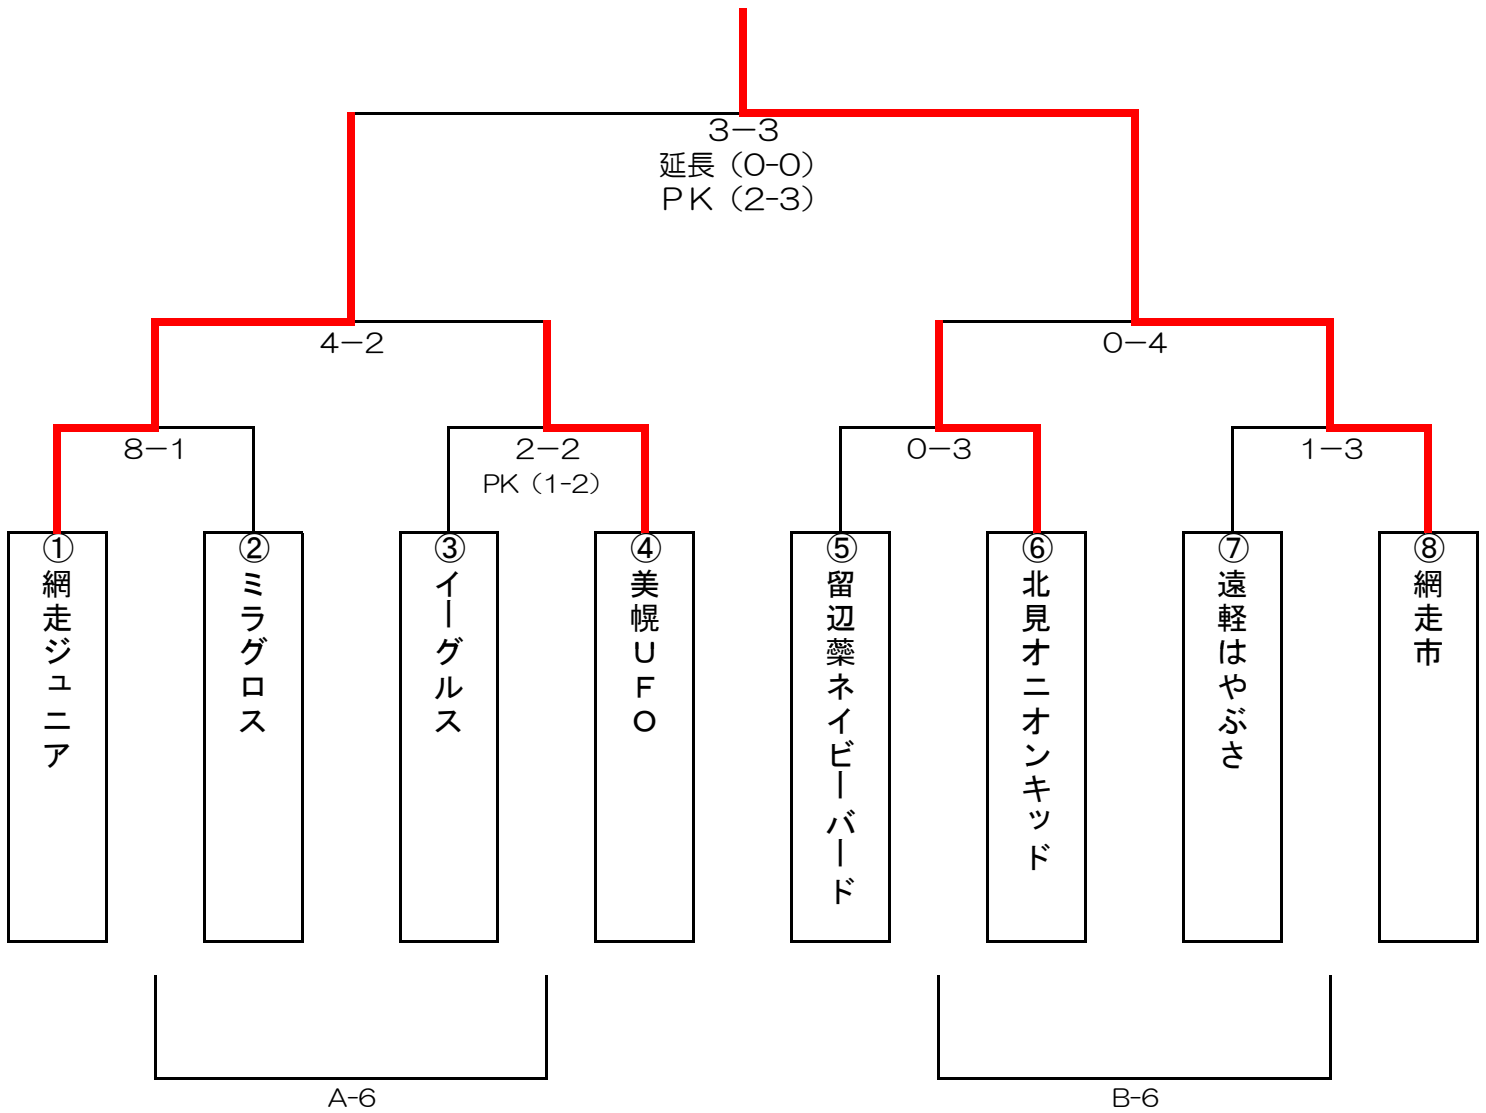 3－3
延長（0-0）
ＰＫ（2-3）
4－2
0－4
8－1
2－2
PK（1-2）
0－3
1－3
①網走ジュニア
②ミラグロス
③イーグルス
④美幌ＵＦＯ
⑤留辺蘂ネイビーバード
⑥北見オニオンキッド
⑦遠軽はやぶさ
⑧網走市
A-6
B-6